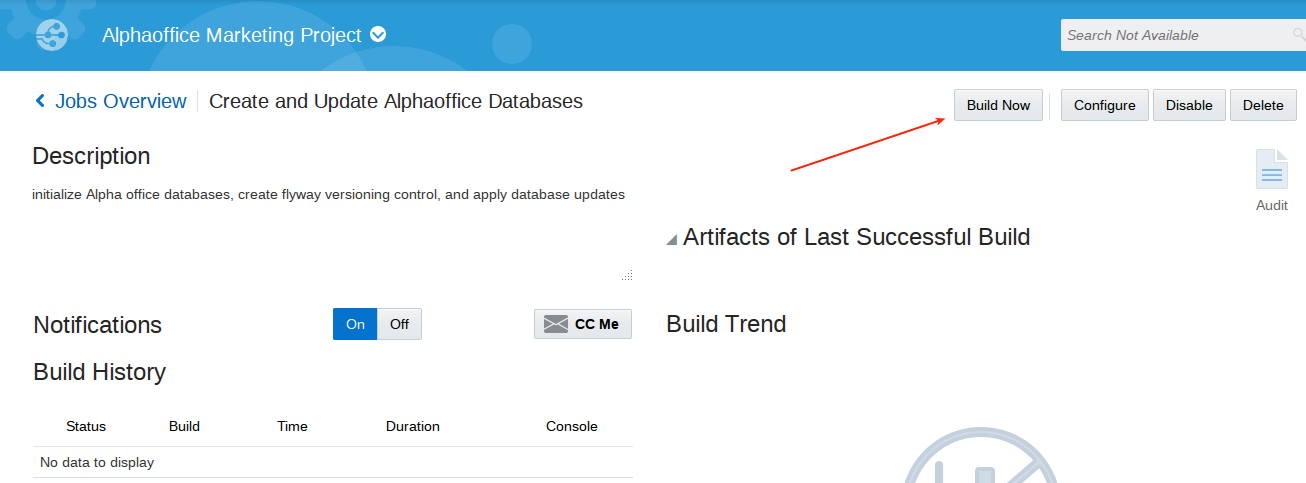 Alphaoffice Marketing Project
Search Not Available
Jobs Overview Create and Update Alphaoffice Databases
Build Now Configure Disable Delete
Description
initialize Alpha office databases, create flyway versioning control, and apply database updates
Audit
Artifacts of Last Successful Build
Notifications On Off CC Me
Build Trend
Build History
Status Build Time Duration Console
No data to display